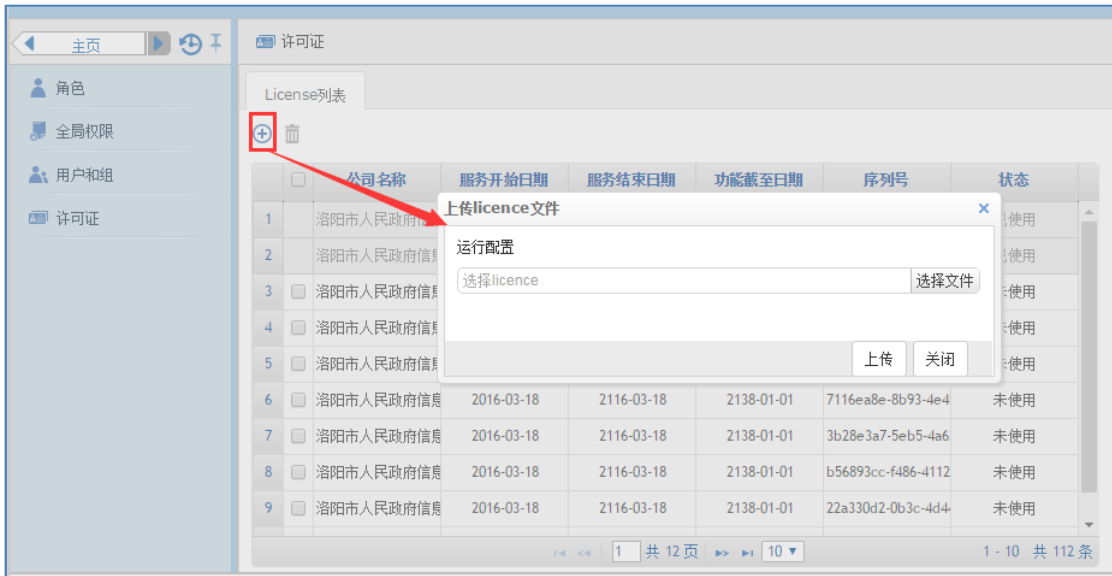 主页
许可证
角色
全局权限
用户和组
许可证
License列表
公司名称 服务开始日期 服务结束日期 功能截至日期 序列号 状态
1 洛阳市人民政府信 使用
2 洛阳市人民政府信息 使用
3 洛阳市人民政府信息 使用
4 洛阳市人民政府信息 使用
5 洛阳市人民政府信息 使用
6 洛阳市人民政府信息 2016-03-18 2116-03-18 2138-01-01 7116ea8e-8b93-4e4 未使用
7 洛阳市人民政府信息 2016-03-18 2116-03-18 2138-01-01 3b28e3a7-5eb5-4a6 未使用
8 洛阳市人民政府信息 2016-03-18 2116-03-18 2138-01-01 b56893cc-f486-4112 未使用
9 洛阳市人民政府信息 2016-03-18 2116-03-18 2138-01-01 22a330d2-0b3c-4d4 未使用
上传licence文件 ×
运行配置
选择licence 选择文件
上传 关闭
1 共 12 页 10 1 - 10 共 112 条